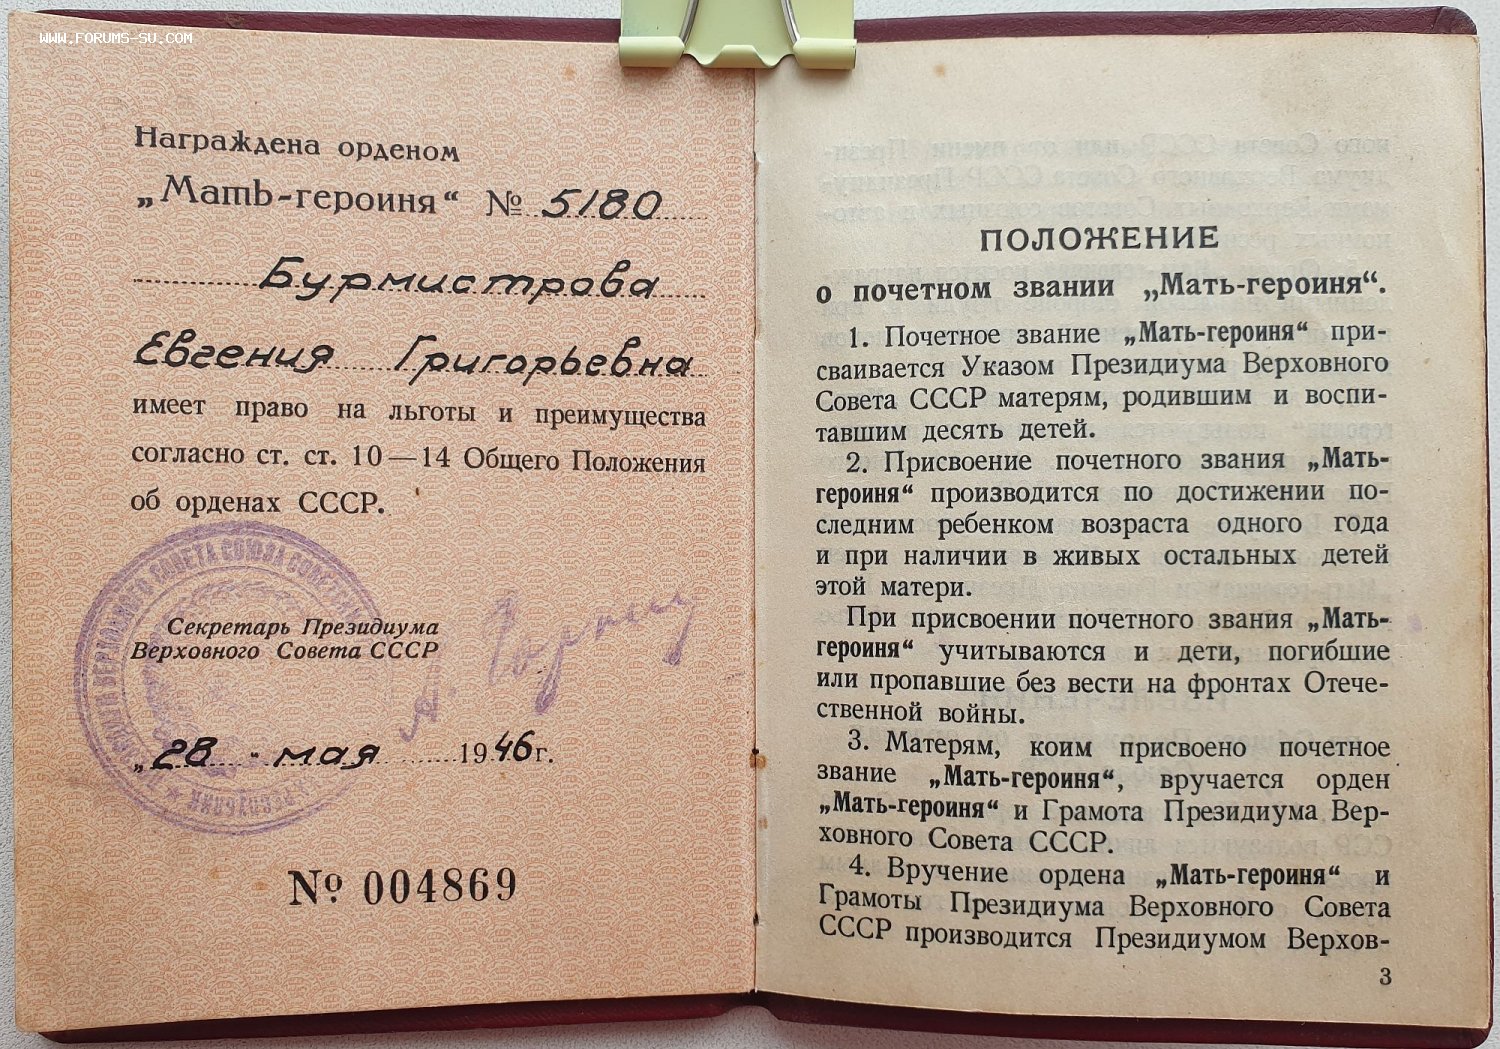 WWW.FORUMS-SU.COM
Награждена орденом
„Мать-героиня“ № 5180
Бурмистрова
Евгения Григорьевна
имеет право на льготы и преимущества
согласно ст. ст. 10—14 Общего Положения
об орденах СССР.
Секретарь Президиума
Верховного Совета СССР
„28 - мая 1946 г.
№ 004869
ПОЛОЖЕНИЕ
о почетном звании „Мать-героиня“.
1. Почетное звание „Мать-героиня“ при-
сваивается Указом Президиума Верховного
Совета СССР матерям, родившим и воспи-
тавшим десять детей.
2. Присвоение почетного звания „Мать-
героиня“ производится по достижении по-
следним ребенком возраста одного года
и при наличии в живых остальных детей
этой матери.
При присвоении почетного звания „Мать-
героиня“ учитываются и дети, погибшие
или пропавшие без вести на фронтах Отече-
ственной войны.
3. Матерям, коим присвоено почетное
звание „Мать-героиня“, вручается орден
„Мать-героиня“ и Грамота Президиума Вер-
ховного Совета СССР.
4. Вручение ордена „Мать-героиня“ и
Грамоты Президиума Верховного Совета
СССР производится Президиумом Верхов-
3